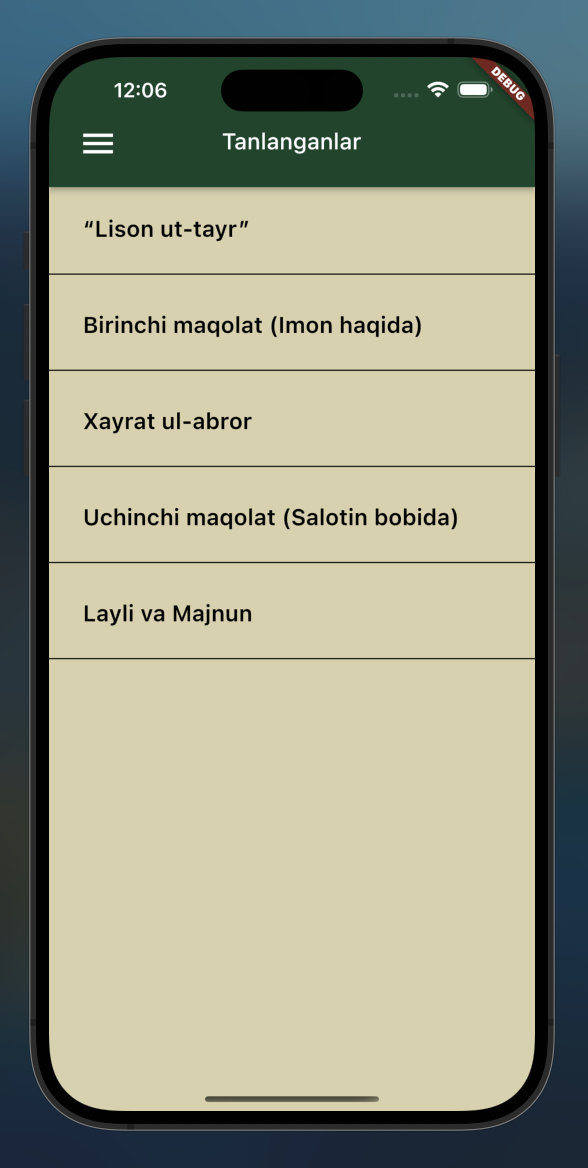 12:06
DEBUG
Tanlanganlar
“Lison ut-tayr”
Birinchi maqolat (Imon haqida)
Xayrat ul-abror
Uchinchi maqolat (Salotin bobida)
Layli va Majnun